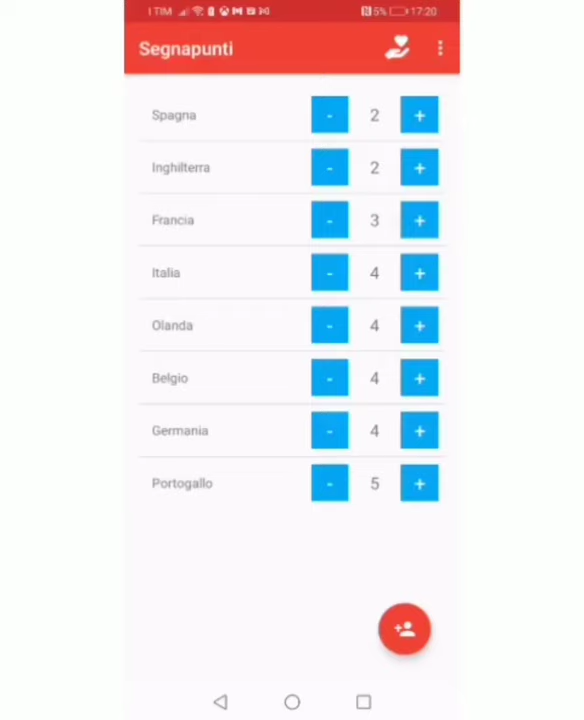 I TIM 5% 17:20
Segnapunti
Spagna - 2 +
Inghilterra - 2 +
Francia - 3 +
Italia - 4 +
Olanda - 4 +
Belgio - 4 +
Germania - 4 +
Portogallo - 5 +